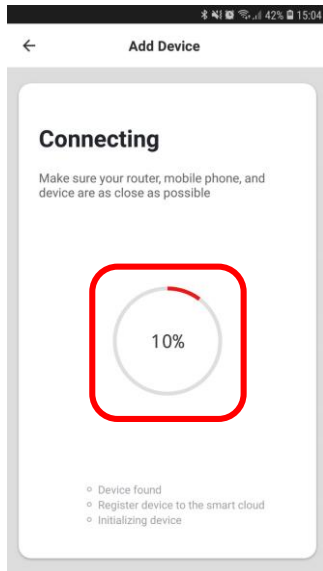 42% 15:04
Add Device
Connecting
Make sure your router, mobile phone, and
device are as close as possible
10%
Device found
Register device to the smart cloud
Initializing device